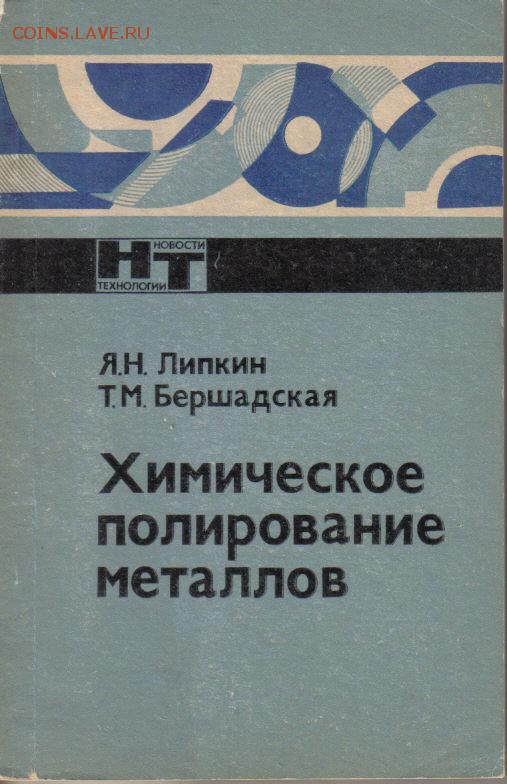 COINS.LAVE.RU
НТ
НОВОСТИ
ТЕХНОЛОГИИ
Я.Н. Липкин
Т.М. Бершадская
Химическое
полирование
металлов